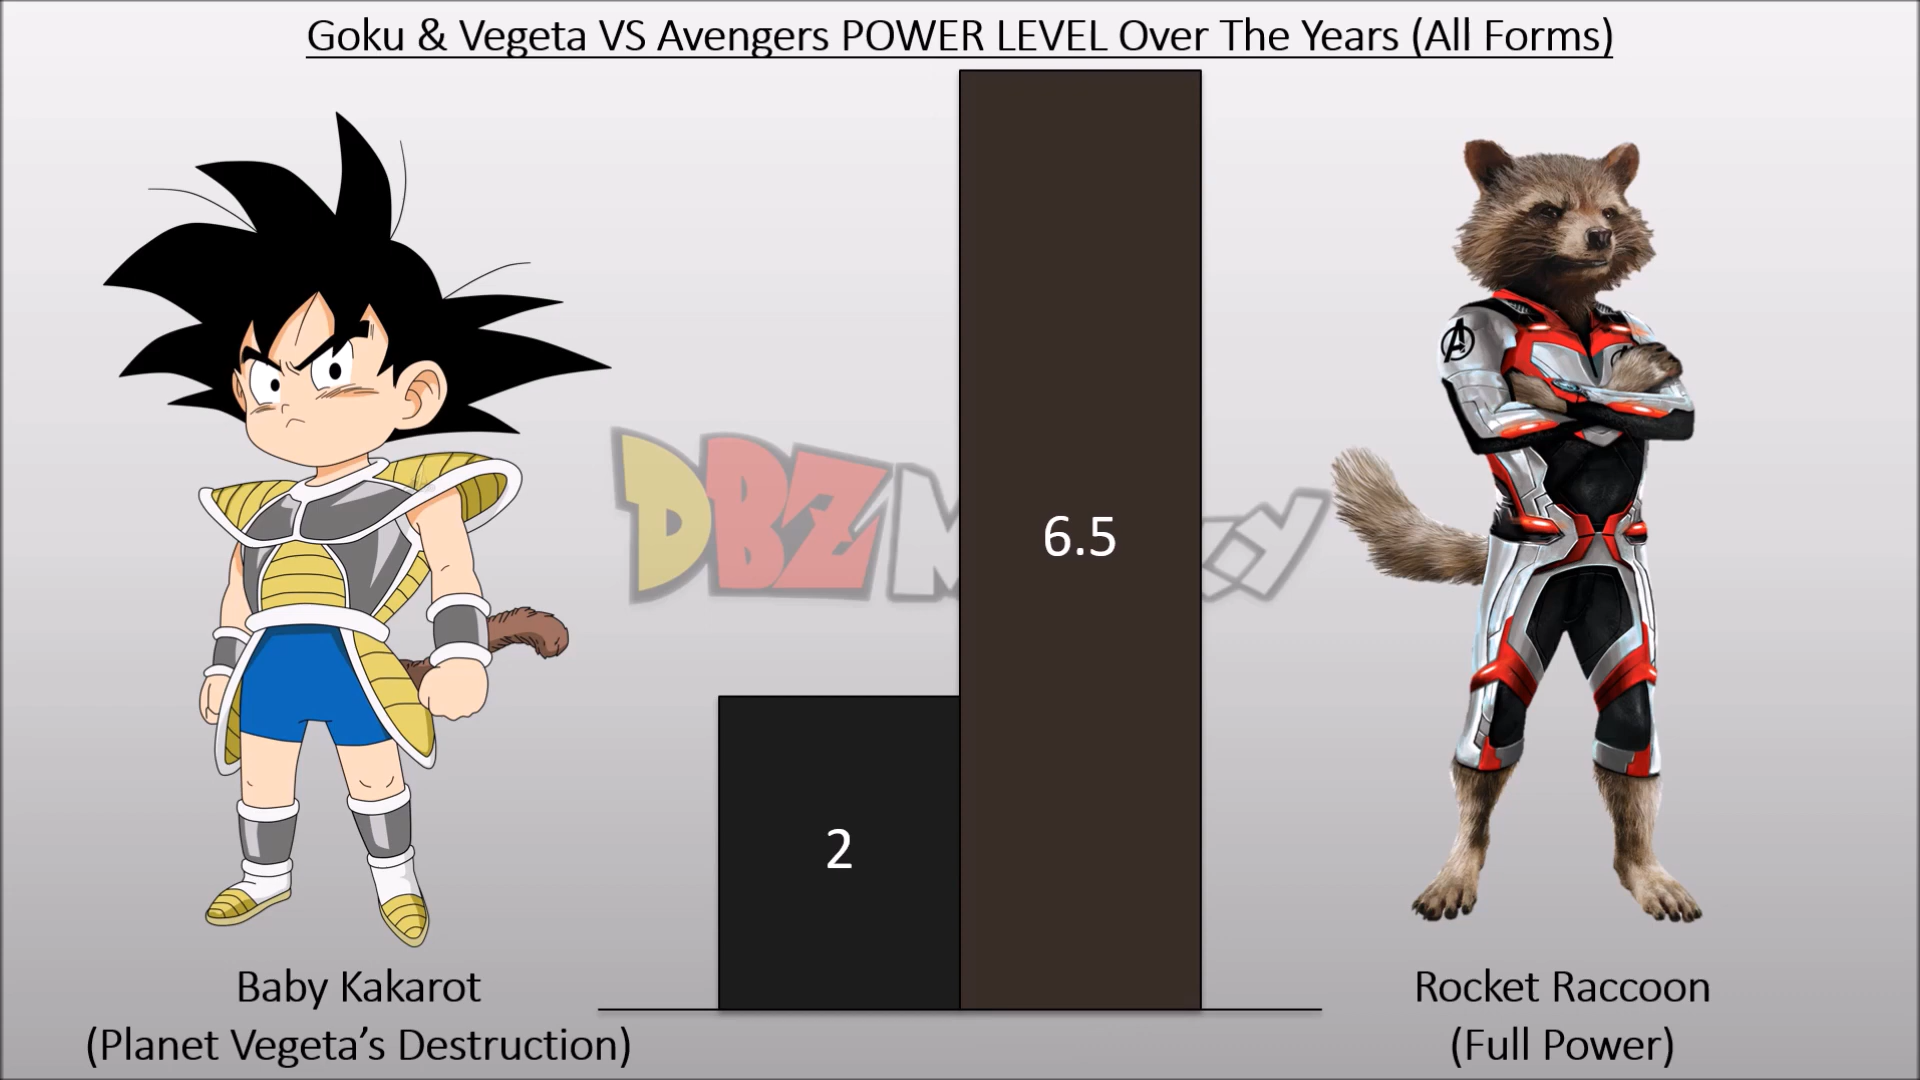 Goku & Vegeta VS Avengers POWER LEVEL Over The Years (All Forms)
DBZ
6.5
2
Baby Kakarot
(Planet Vegeta's Destruction)
Rocket Raccoon
(Full Power)